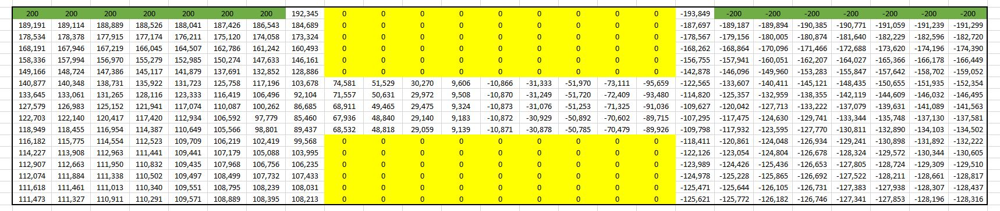 200 200 200 200 200 200 200 192,345 0 0 0 0 0 0 0 0 0 -193,849 -200 -200 -200 -200 -200 -200 -200
189,191 189,114 188,889 188,526 188,041 187,426 186,543 184,689 0 0 0 0 0 0 0 0 0 -187,697 -189,187 -189,894 -190,385 -190,771 -191,059 -191,239 -191,299
178,534 178,378 177,915 177,174 176,211 175,120 174,058 173,324 0 0 0 0 0 0 0 0 0 -178,567 -179,156 -180,005 -180,874 -181,640 -182,229 -182,596 -182,720
168,191 167,946 167,219 166,045 164,507 162,786 161,242 160,493 0 0 0 0 0 0 0 0 0 -168,262 -168,864 -170,096 -171,466 -172,688 -173,620 -174,196 -174,390
158,336 157,994 156,970 155,279 152,985 150,274 147,633 146,161 0 0 0 0 0 0 0 0 0 -156,755 -157,941 -160,051 -162,207 -164,027 -165,366 -166,178 -166,449
149,166 148,724 147,386 145,117 141,879 137,691 132,852 128,886 0 0 0 0 0 0 0 0 0 -142,878 -146,096 -149,960 -153,283 -155,847 -157,642 -158,702 -159,052
140,877 140,348 138,731 135,922 131,723 125,758 117,196 103,678 74,581 51,529 30,270 9,606 -10,866 -31,333 -51,970 -73,111 -95,659 -122,565 -133,607 -140,411 -145,121 -148,435 -150,655 -151,935 -152,354
133,645 133,061 131,265 128,116 123,333 116,419 106,496 92,104 71,557 50,631 29,972 9,508 -10,870 -31,249 -51,720 -72,409 -93,480 -114,820 -125,357 -132,959 -138,355 -142,119 -144,609 -146,032 -146,495
127,579 126,983 125,152 121,941 117,074 110,087 100,262 86,685 68,911 49,465 29,475 9,324 -10,873 -31,076 -51,253 -71,325 -91,036 -109,627 -120,042 -127,713 -133,222 -137,079 -139,631 -141,089 -141,563
122,703 122,140 120,417 117,420 112,934 106,592 97,779 85,460 67,936 48,840 29,140 9,183 -10,872 -30,929 -50,892 -70,602 -89,715 -107,295 -117,475 -124,630 -129,741 -133,344 -135,748 -137,130 -137,581
118,949 118,455 116,954 114,387 110,649 105,566 98,801 89,437 68,532 48,818 29,059 9,139 -10,871 -30,878 -50,785 -70,479 -89,926 -109,798 -117,932 -123,595 -127,770 -130,811 -132,890 -134,103 -134,502
116,182 115,775 114,554 112,523 109,709 106,219 102,419 99,568 0 0 0 0 0 0 0 0 0 -118,411 -120,861 -124,048 -126,934 -129,241 -130,898 -131,892 -132,222
114,227 113,908 112,963 111,441 109,441 107,179 105,088 103,995 0 0 0 0 0 0 0 0 0 -122,126 -123,054 -124,804 -126,678 -128,324 -129,572 -130,344 -130,605
112,907 112,663 111,950 110,832 109,435 107,968 106,756 106,235 0 0 0 0 0 0 0 0 0 -123,989 -124,426 -125,436 -126,653 -127,805 -128,724 -129,309 -129,510
112,074 111,884 111,338 110,502 109,497 108,499 107,732 107,433 0 0 0 0 0 0 0 0 0 -124,978 -125,228 -125,865 -126,692 -127,522 -128,211 -128,661 -128,817
111,618 111,461 111,013 110,340 109,551 108,795 108,239 108,031 0 0 0 0 0 0 0 0 0 -125,471 -125,644 -126,105 -126,731 -127,383 -127,938 -128,307 -128,437
111,473 111,327 110,911 110,291 109,571 108,889 108,395 108,213 0 0 0 0 0 0 0 0 0 -125,621 -125,772 -126,182 -126,746 -127,341 -127,853 -128,196 -128,316